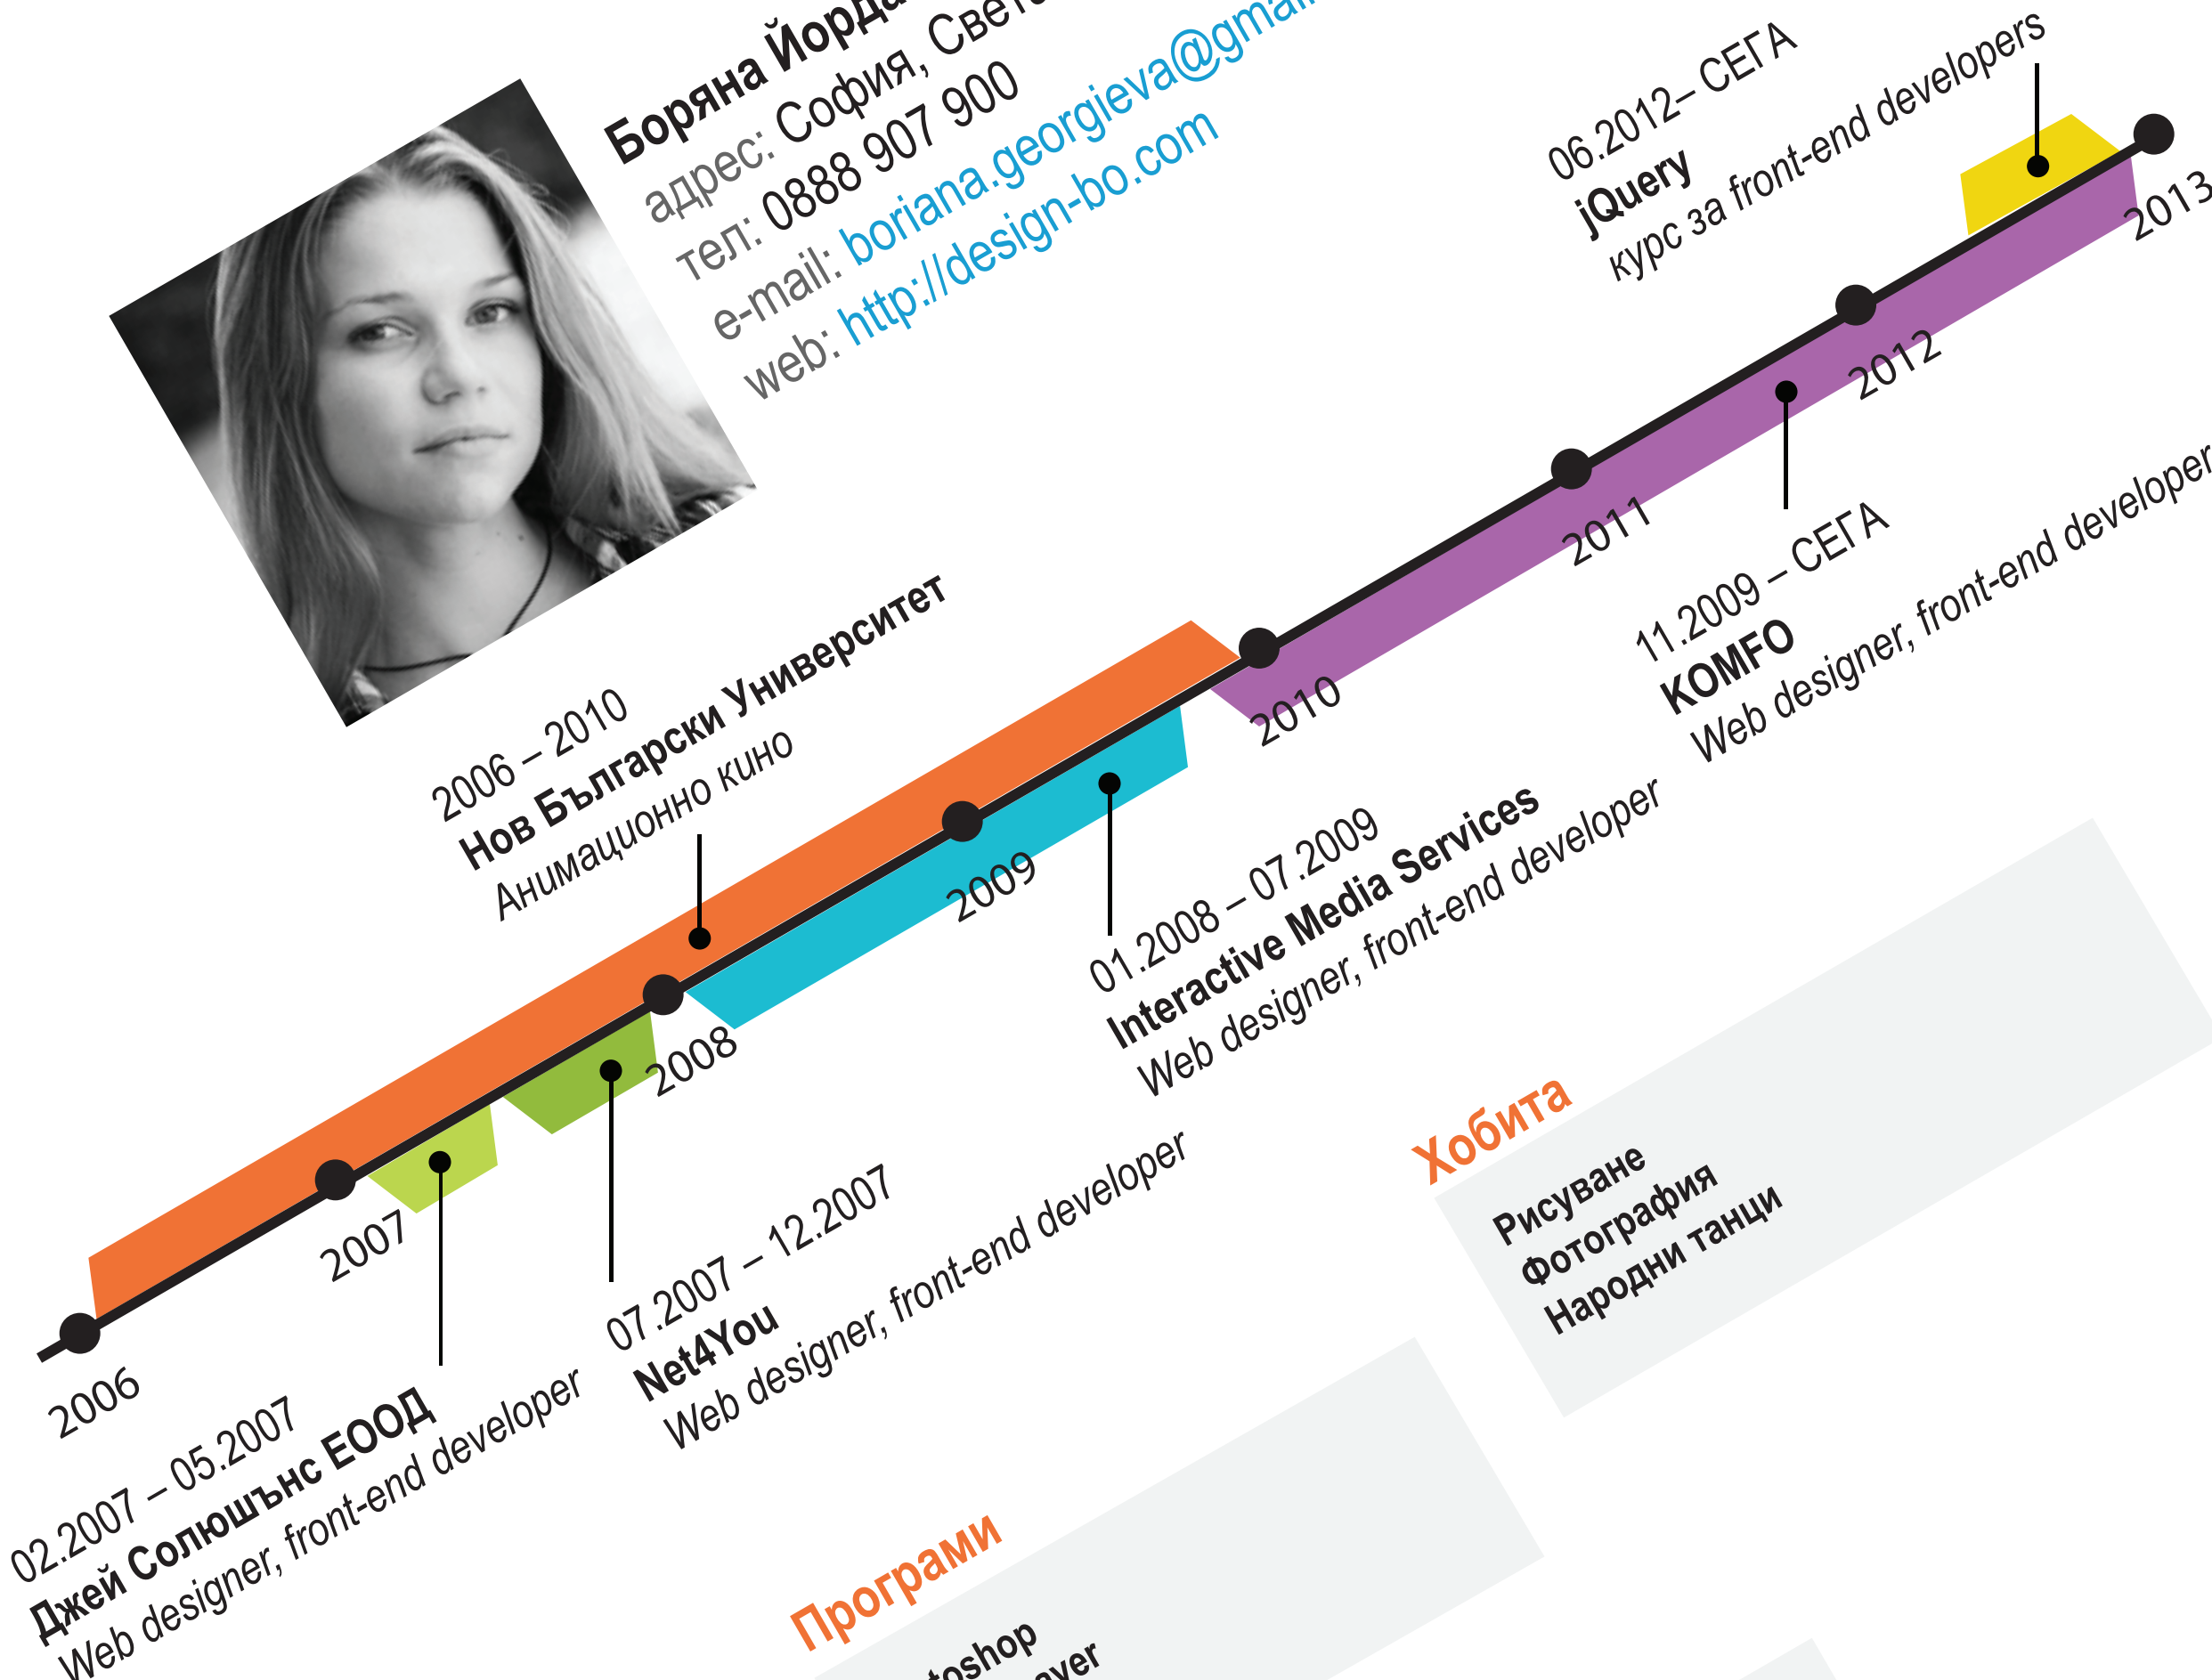 Боряна
адрес: София,
тел: 0888 907 900
e-mail: boriana.georgieva@gmai
web: http://design-bo.com
06.2012– СЕГА
jQuery
курс за front-end developers
2013
2012
2011
2010
2009
2008
2007
2006
11.2009 – СЕГА
KOMFO
Web designer, front-end developer
2006 – 2010
Нов Български Университет
Анимационно кино
01.2008 – 07.2009
Interactive Media Services
Web designer, front-end developer
07.2007 – 12.2007
Net4You
Web designer, front-end developer
02.2007 – 05.2007
Джей Солюшънс ЕООД
Web designer, front-end developer
Хобита
Рисуване
Фотография
Народни танци
Програми